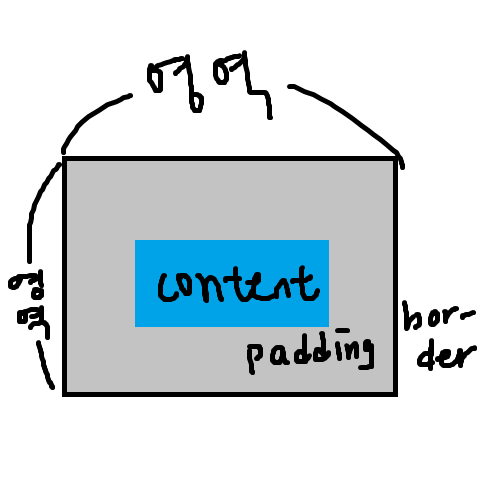 영역
영역
content
padding
bor-
der